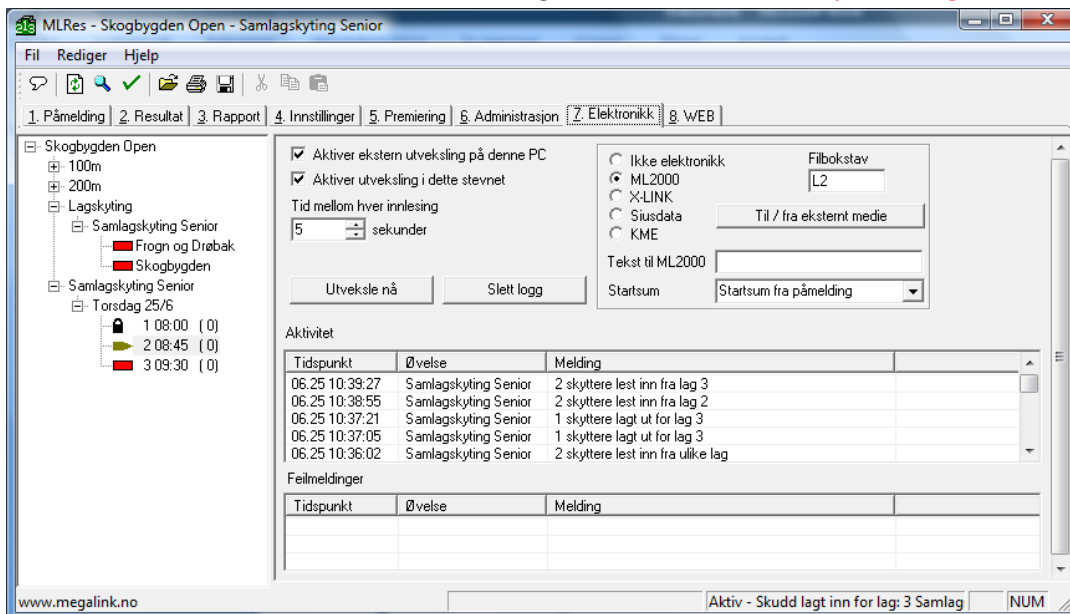 MLRes - Skogbygden Open - Samlagskyting Senior
Fil Rediger Hjelp
1. Påmelding 2. Resultat 3. Rapport 4. Innstillinger 5. Premiering 6. Administrasjon 7. Elektronikk 8. WEB
Skogbygden Open
100m
200m
Lagskyting
Samlagskyting Senior
Frogn og Drøbak
Skogbygden
Samlagskyting Senior
Torsdag 25/6
1 08:00 ( 0)
2 08:45 ( 0)
3 09:30 ( 0)
Aktiver ekstern utveksling på denne PC
Aktiver utveksling i dette stevnet
Tid mellom hver innlesing
5 sekunder
Utveksle nå Slett logg
Ikke elektronikk
ML2000
X-LINK
Siusdata
KME
Filbokstav
L2
Til / fra eksternt medie
Tekst til ML2000
Startsum Startsum fra påmelding
Aktivitet
Tidspunkt Øvelse Melding
06.25 10:39:27 Samlagskyting Senior 2 skyttere lest inn fra lag 3
06.25 10:38:55 Samlagskyting Senior 2 skyttere lest inn fra lag 2
06.25 10:37:21 Samlagskyting Senior 1 skyttere lagt ut for lag 3
06.25 10:37:05 Samlagskyting Senior 1 skyttere lagt ut for lag 3
06.25 10:36:02 Samlagskyting Senior 2 skyttere lest inn fra ulike lag
Feilmeldinger
Tidspunkt Øvelse Melding
www.megalink.no Aktiv - Skudd lagt inn for lag: 3 Samlag NUM